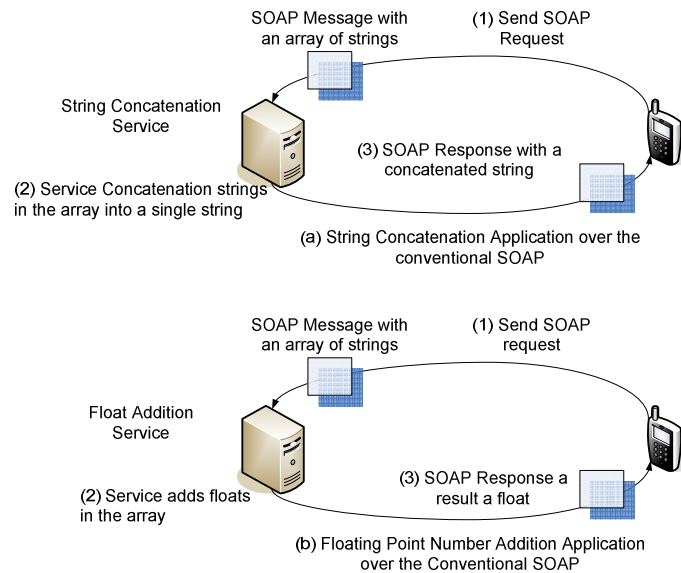 SOAP Message with
an array of strings
(1) Send SOAP
Request
String Concatenation
Service
(3) SOAP Response with a
concatenated string
(2) Service Concatenation strings
in the array into a single string
(a) String Concatenation Application over the
conventional SOAP
SOAP Message with
an array of strings
(1) Send SOAP
request
Float Addition
Service
(3) SOAP Response a
result a float
(2) Service adds floats
in the array
(b) Floating Point Number Addition Application
over the Conventional SOAP